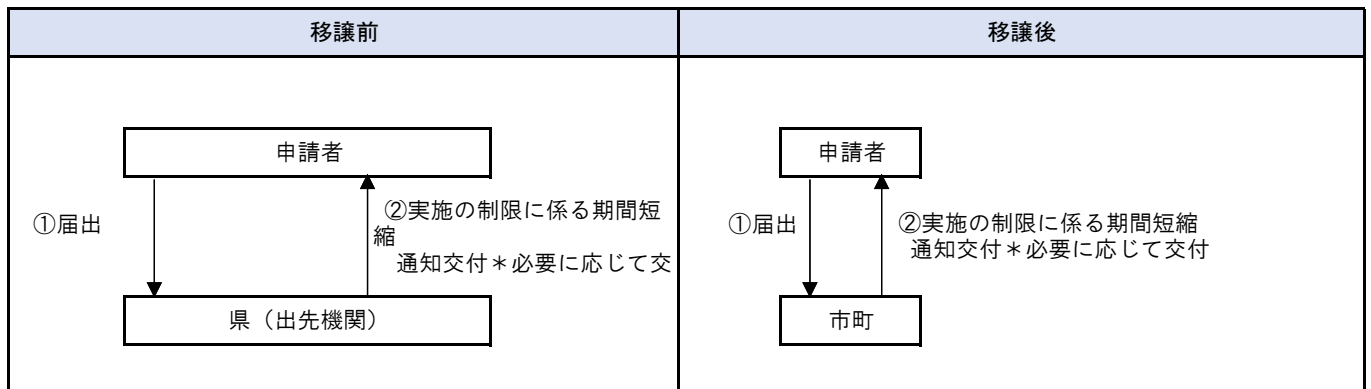 移譲前
移譲後
申請者
①届出
②実施の制限に係る期間短
縮
通知交付＊必要に応じて交
県（出先機関）
申請者
①届出
②実施の制限に係る期間短縮
通知交付＊必要に応じて交付
市町